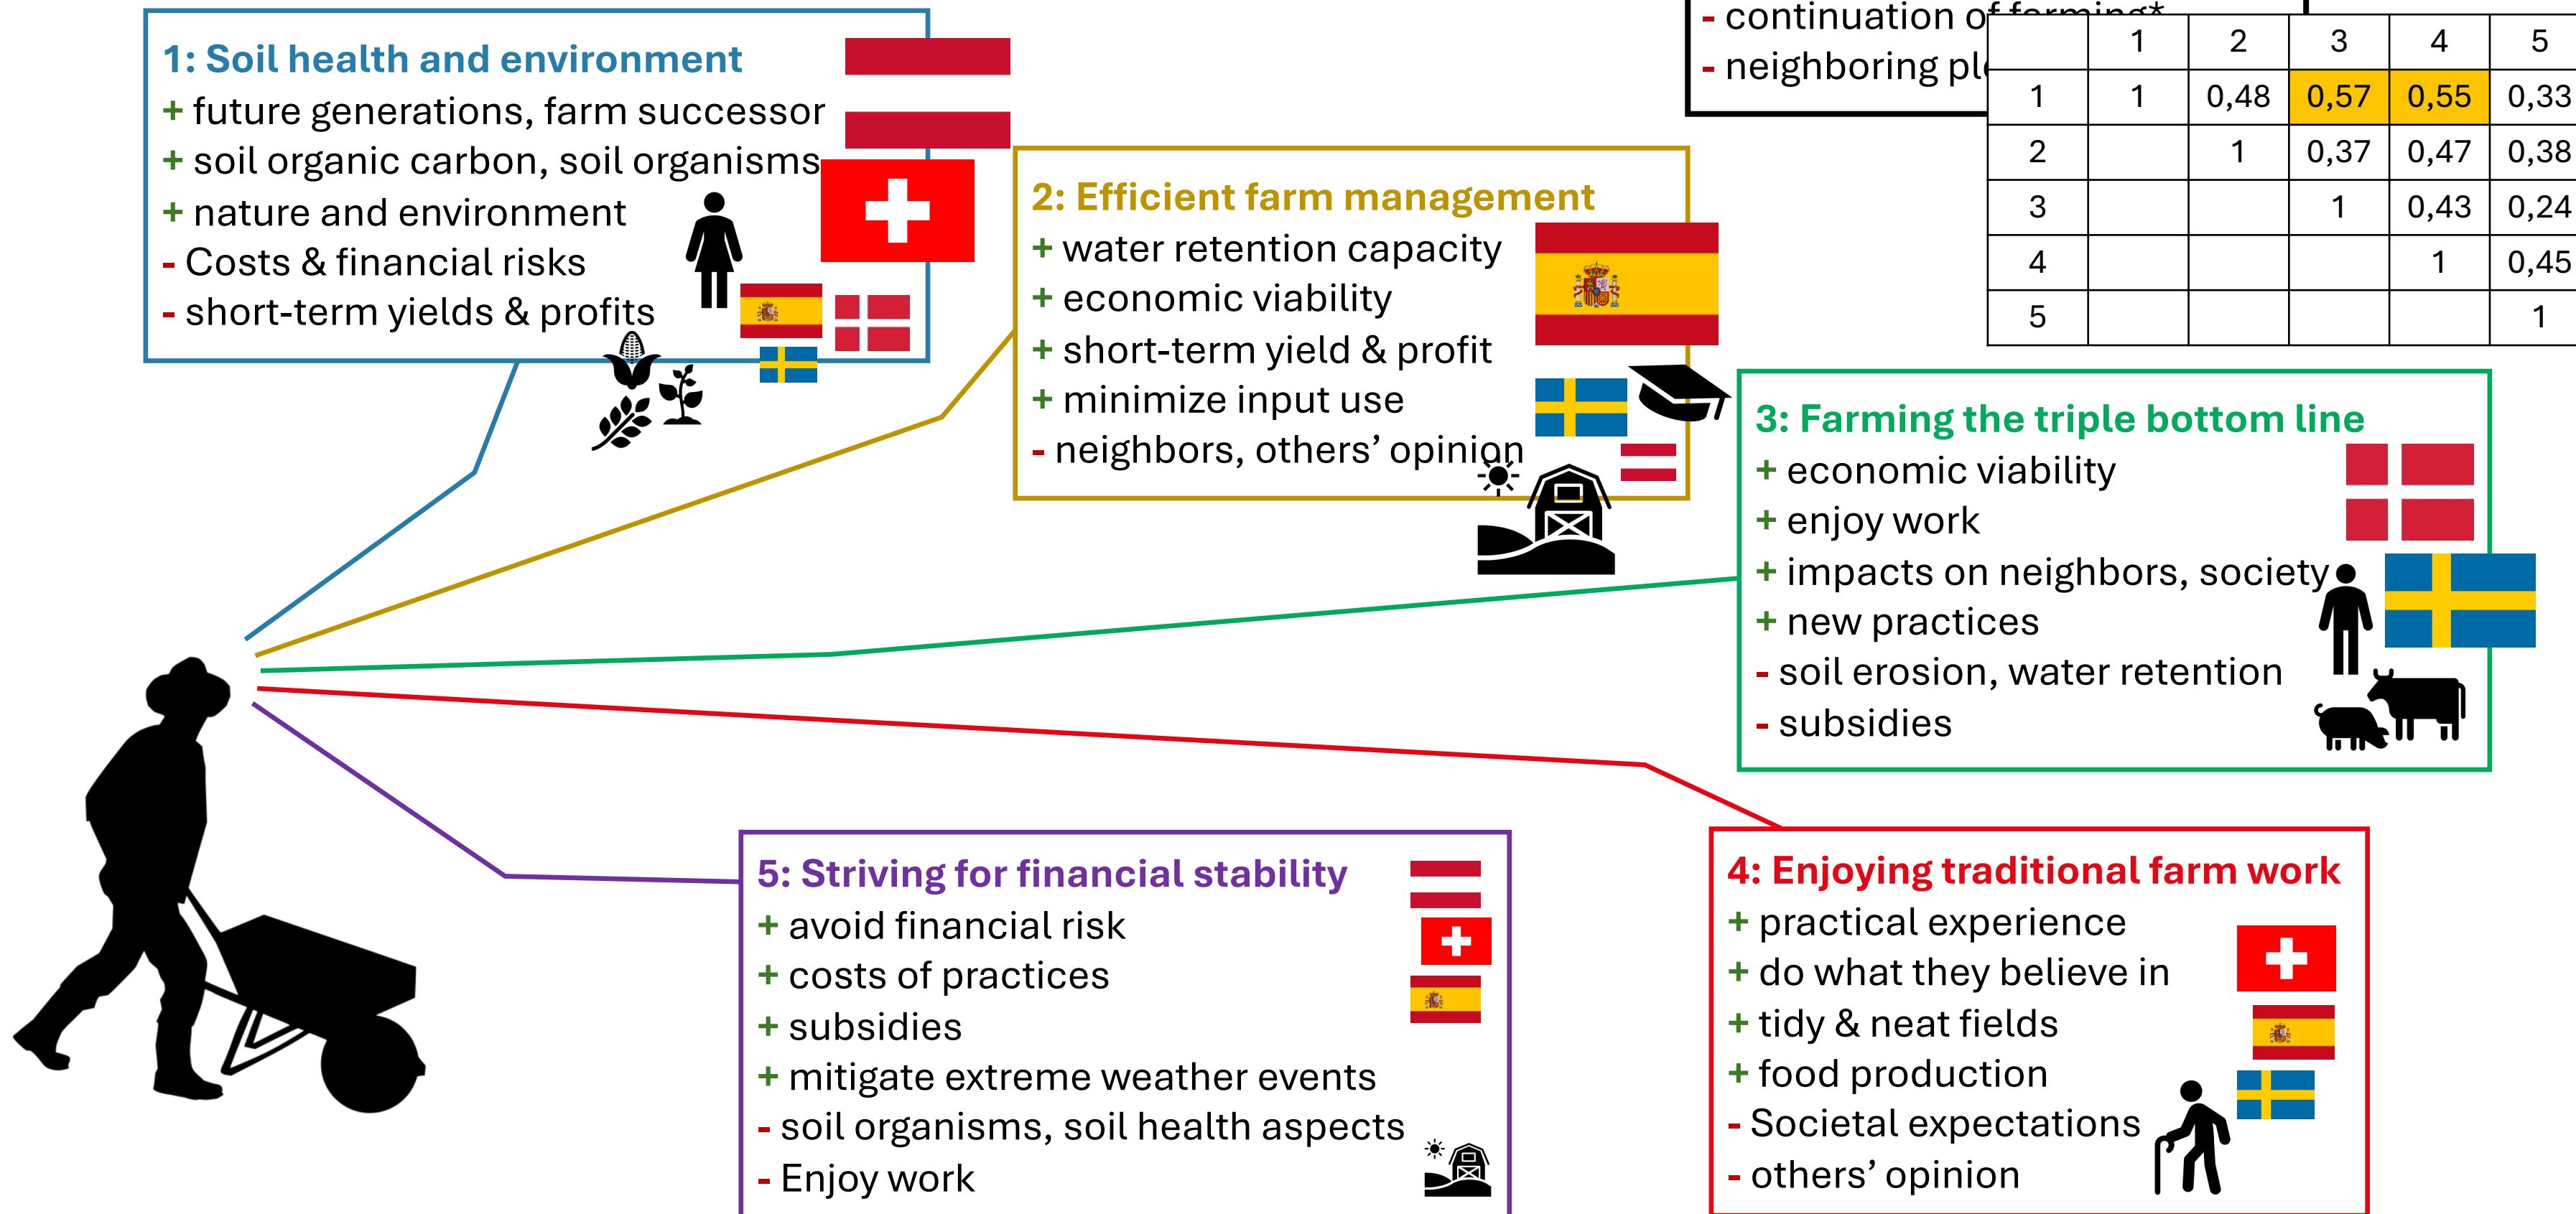 - continuation of farming*
- neighboring
1 2 3 4 5
1 1 0,48 0,57 0,55 0,33
2 1 0,37 0,47 0,38
3 1 0,43 0,24
4 1 0,45
5 1
1: Soil health and environment
+ future generations, farm successor
+ soil organic carbon, soil organisms
+ nature and environment
- Costs & financial risks
- short-term yields & profits
2: Efficient farm management
+ water retention capacity
+ economic viability
+ short-term yield & profit
+ minimize input use
- neighbors, others’ opinion
3: Farming the triple bottom line
+ economic viability
+ enjoy work
+ impacts on neighbors, society
+ new practices
- soil erosion, water retention
- subsidies
5: Striving for financial stability
+ avoid financial risk
+ costs of practices
+ subsidies
+ mitigate extreme weather events
- soil organisms, soil health aspects
- Enjoy work
4: Enjoying traditional farm work
+ practical experience
+ do what they believe in
+ tidy & neat fields
+ food production
- Societal expectations
- others’ opinion